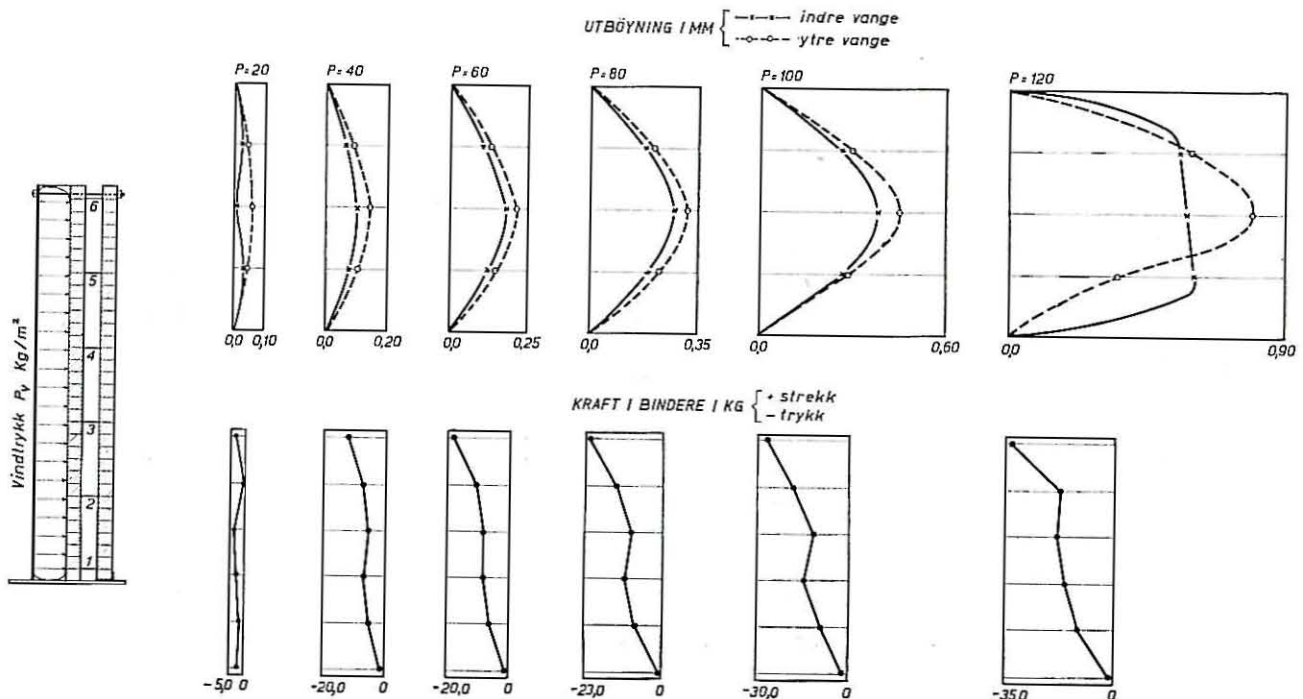 UTBÖYNING I MM
indre vange
ytre vange
P=20 P=40 P=60 P=80 P=100 P=120
0,0 0,10 0,0 0,20 0,0 0,25 0,0 0,35 0,0 0,60 0,0 0,90
Vindtrykk Pv Kg/m²
6
5
4
3
2
1
KRAFT I BINDERE I KG
+ strekk
- trykk
-5,0 0 -20,0 0 -20,0 0 -23,0 0 -30,0 0 -35,0 0